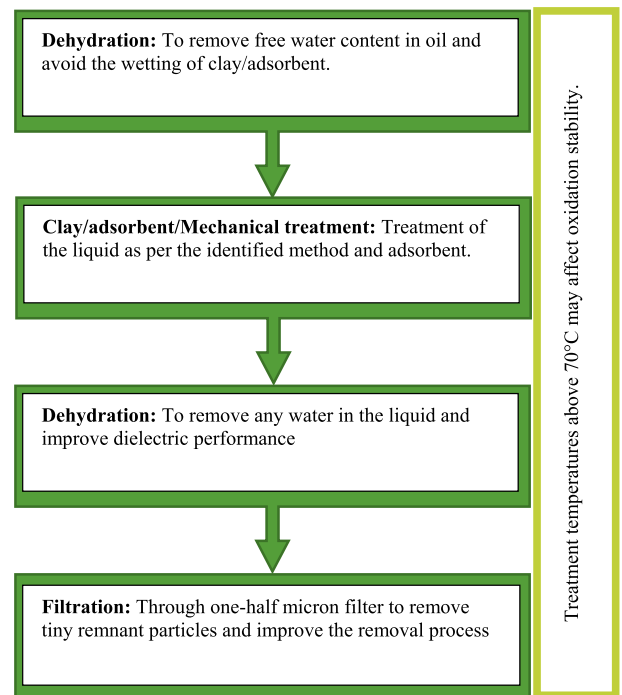 Dehydration: To remove free water content in oil and
avoid the wetting of clay/adsorbent.
Clay/adsorbent/Mechanical treatment: Treatment of
the liquid as per the identified method and adsorbent.
Dehydration: To remove any water in the liquid and
improve dielectric performance
Filtration: Through one-half micron filter to remove
tiny remnant particles and improve the removal process
Treatment temperatures above 70°C may affect oxidation stability.